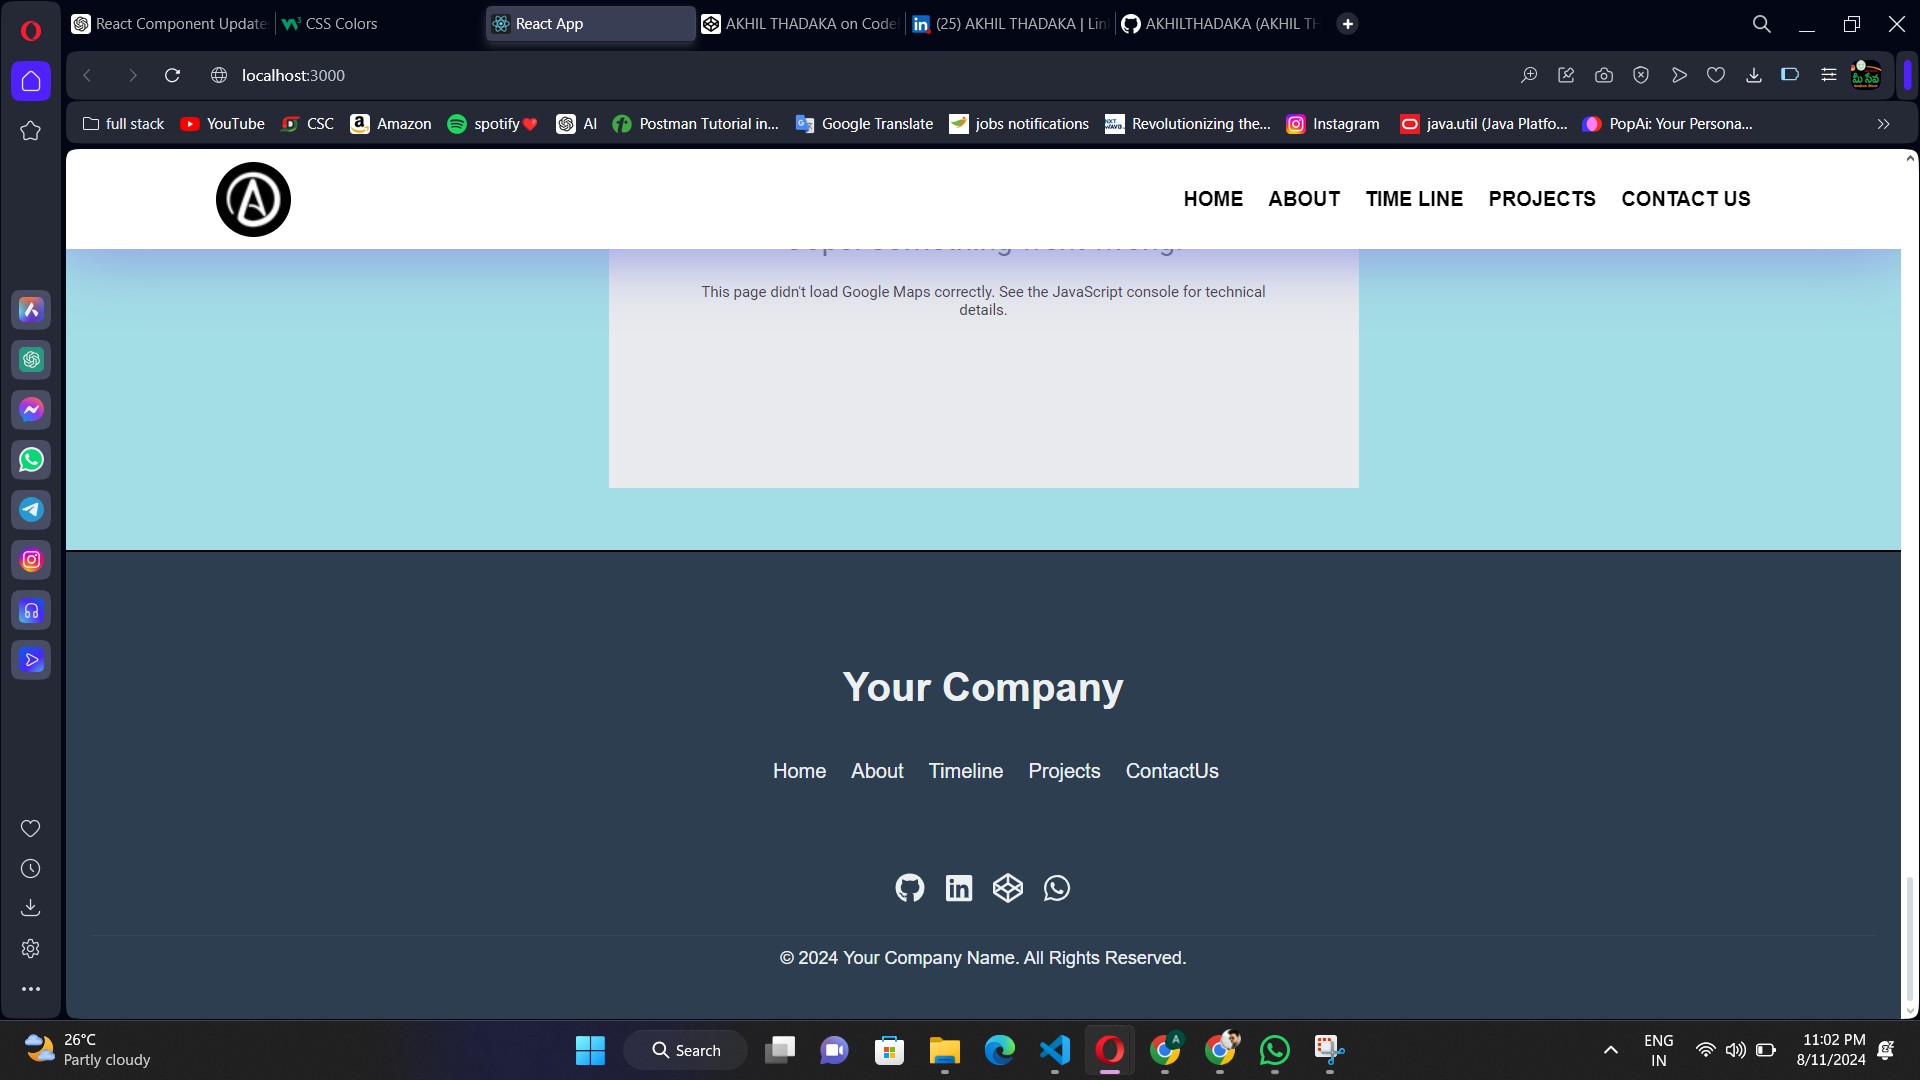 React Component Update
CSS Colors
React App
AKHIL THADAKA on Code
(25) AKHIL THADAKA | Lin
AKHILTHADAKA (AKHIL TH
localhost:3000
full stack
YouTube
CSC
Amazon
spotify❤️
AI
Postman Tutorial in...
Google Translate
jobs notifications
Revolutionizing the...
Instagram
java.util (Java Platfo...
PopAi: Your Persona...
HOME
ABOUT
TIME LINE
PROJECTS
CONTACT US
This page didn't load Google Maps correctly. See the JavaScript console for technical
details.
Your Company
Home
About
Timeline
Projects
ContactUs
© 2024 Your Company Name. All Rights Reserved.
26°C
Partly cloudy
Search
ENG
IN
11:02 PM
8/11/2024